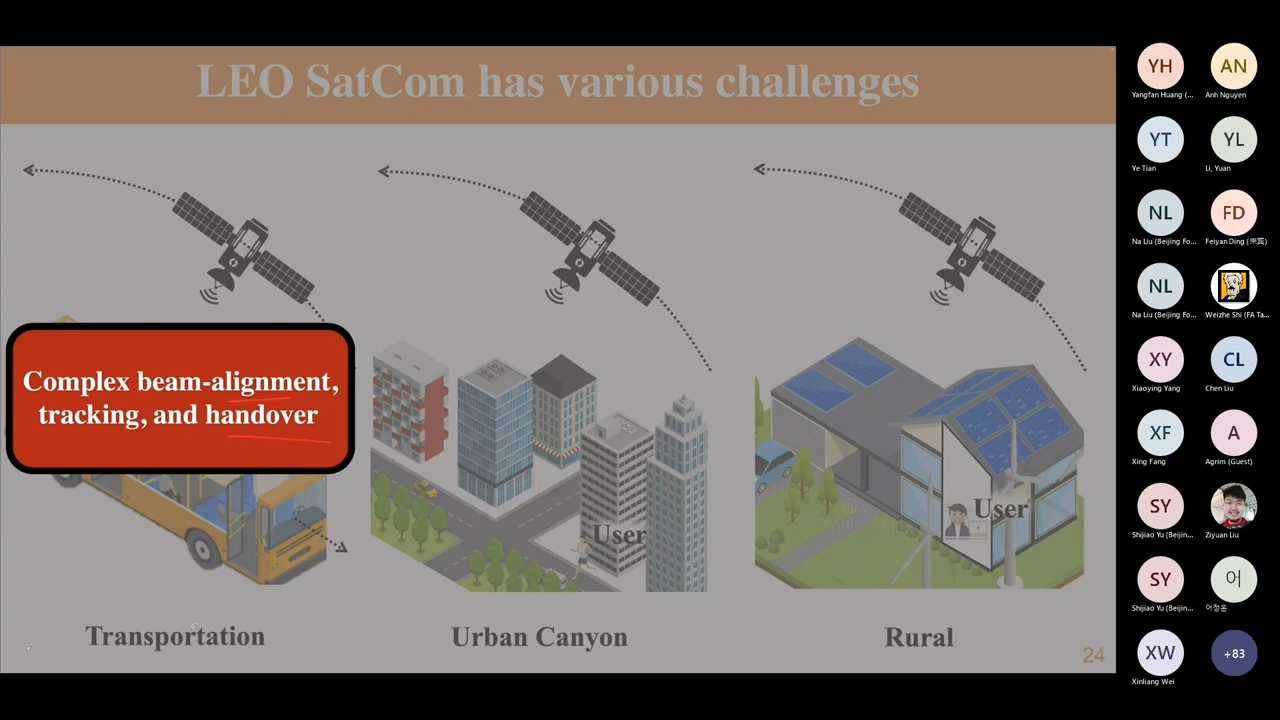 LEO SatCom has various challenges
Complex beam-alignment,
tracking, and handover
User
User
Transportation
Urban Canyon
Rural
24
YH
Yangfan Huang (...
AN
Anh Nguyen
YT
Ye Tian
YL
Li, Yuan
NL
Na Liu (Beijing Fo...
FD
NL
Na Liu (Beijing Fo...
Weizhe Shi (FA Ta...
XY
Xiaoying Yang
CL
Chen Liu
XF
Xing Fang
A
Agrim (Guest)
SY
Shijiao Yu (Beijin...
Ziyuan Liu
SY
Shijiao Yu (Beijin...
어
어정윤
XW
Xinliang Wei
+83